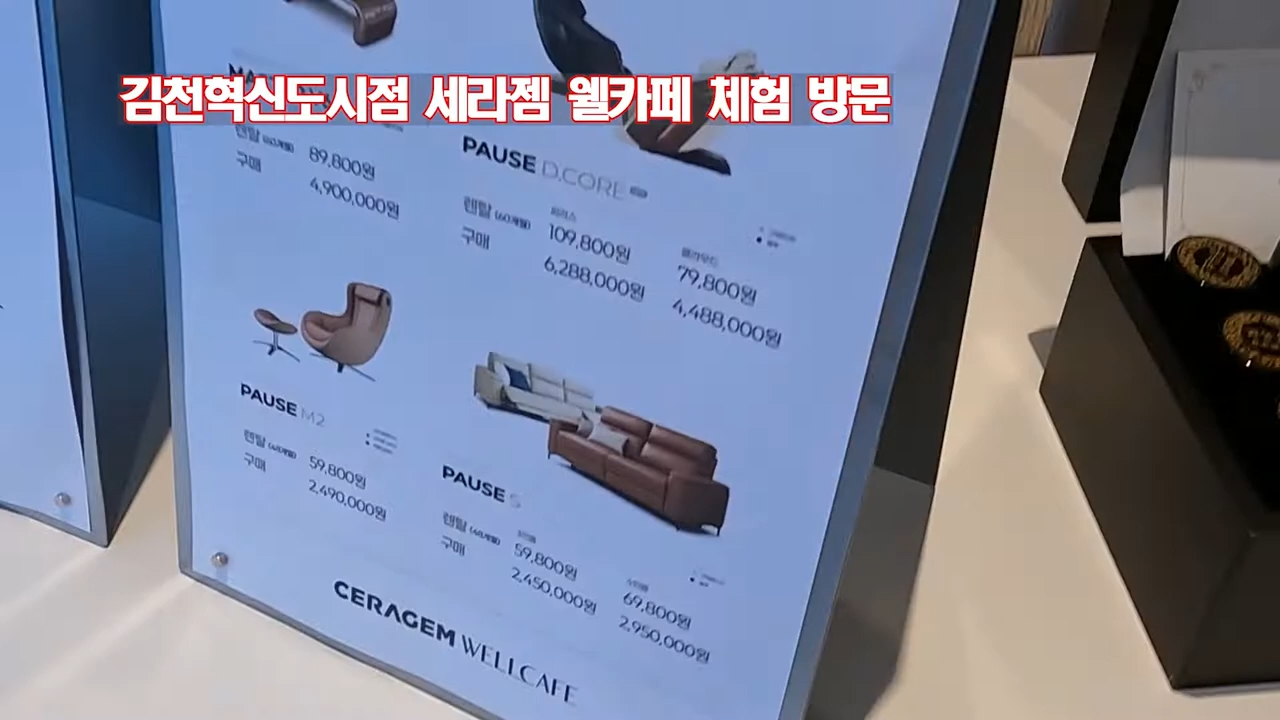 김천혁신도시점 세라젬 웰카페 체험 방문
렌탈 89,800원
구매 4,900,000원
PAUSE D.CORE
렌탈 (60개월) 109,800원 79,800원
구매 6,288,000원 4,488,000원
PAUSE M2
렌탈 59,800원
구매 2,490,000원
PAUSE S
렌탈 59,800원 69,800원
구매 2,450,000원 2,950,000원
CERAGEM WELLCAFE